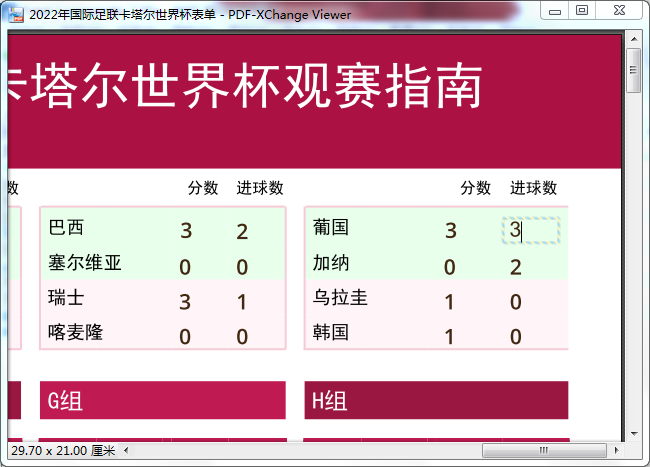 2022年国际足联卡塔尔世界杯表单 - PDF-XChange Viewer
卡塔尔世界杯观赛指南
数 分数 进球数 分数 进球数
巴西 3 2 葡国 3 3
塞尔维亚 0 0 加纳 0 2
瑞士 3 1 乌拉圭 1 0
喀麦隆 0 0 韩国 1 0
G组 H组
29.70 x 21.00 厘米